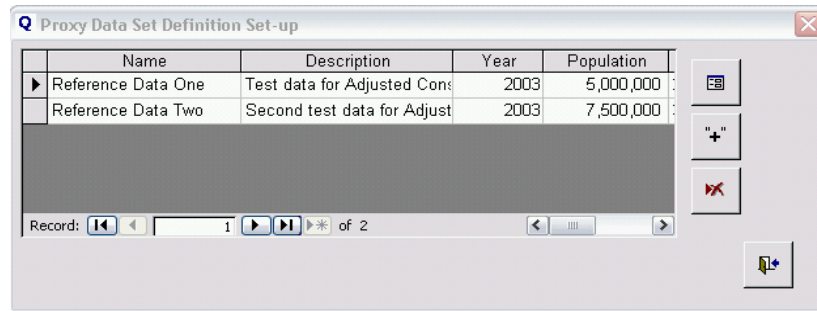 Q Proxy Data Set Definition Set-up
Name Description Year Population
Reference Data One Test data for Adjusted Con 2003 5,000,000
Reference Data Two Second test data for Adjust 2003 7,500,000
"+"
Record: 1 of 2